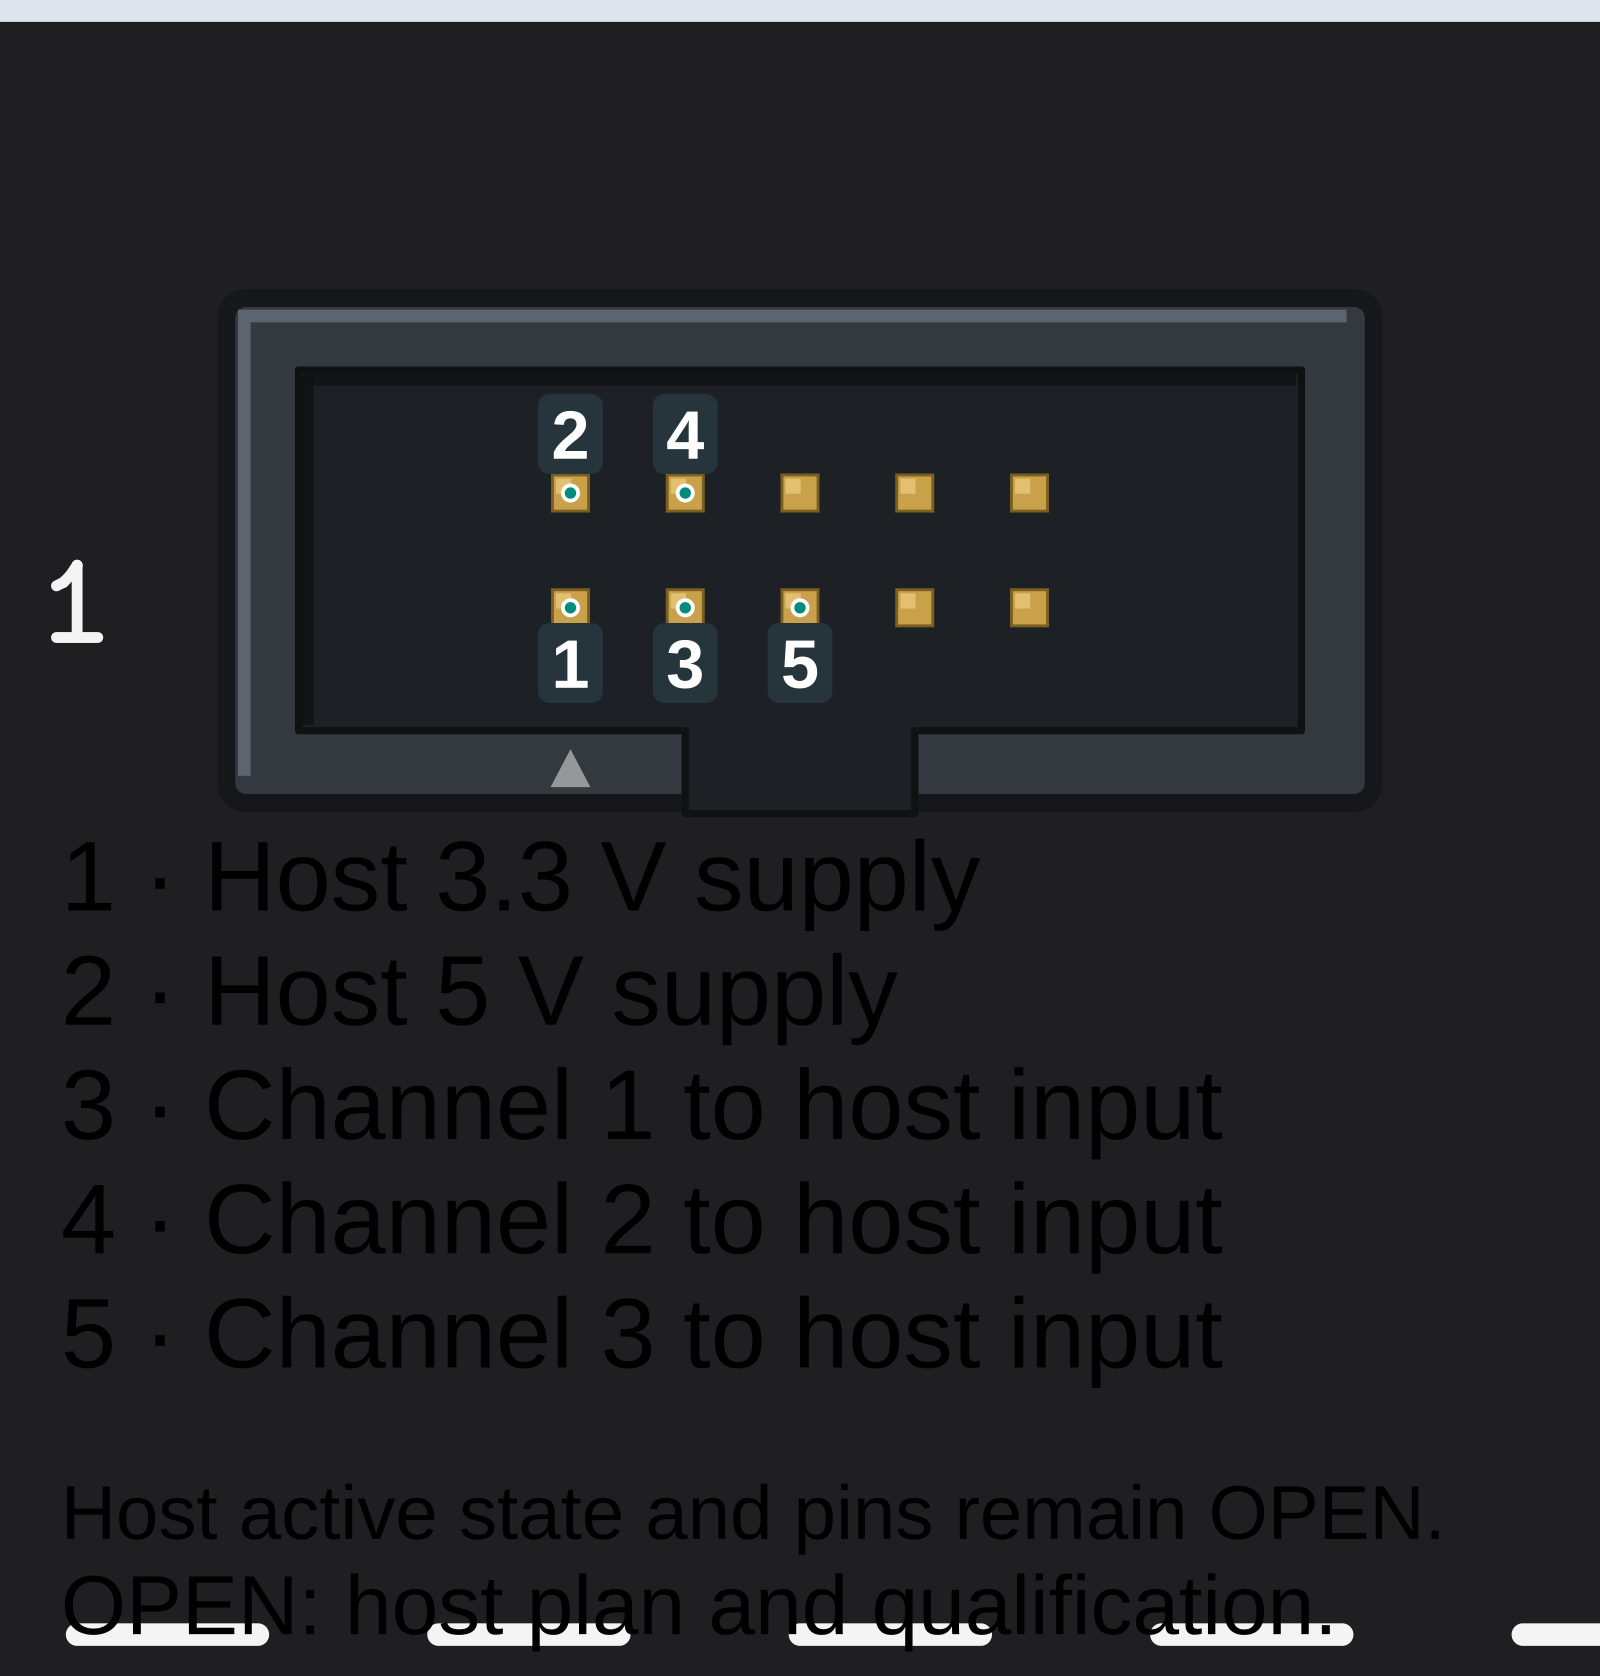 2 4
1
1 3 5
1 · Host 3.3 V supply
2 · Host 5 V supply
3 · Channel 1 to host input
4 · Channel 2 to host input
5 · Channel 3 to host input
Host active state and pins remain OPEN.
OPEN: host plan and qualification.